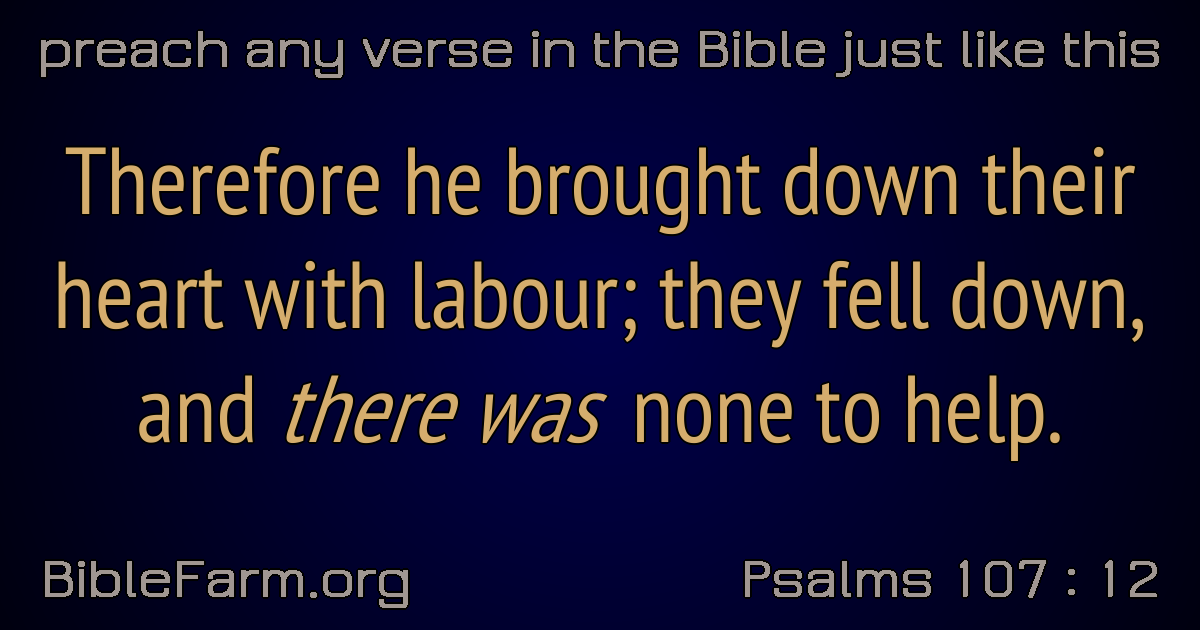 preach any verse in the Bible just like this
Therefore he brought down their
heart with labour; they fell down,
and there was none to help.
BibleFarm.org
Psalms 107 : 12